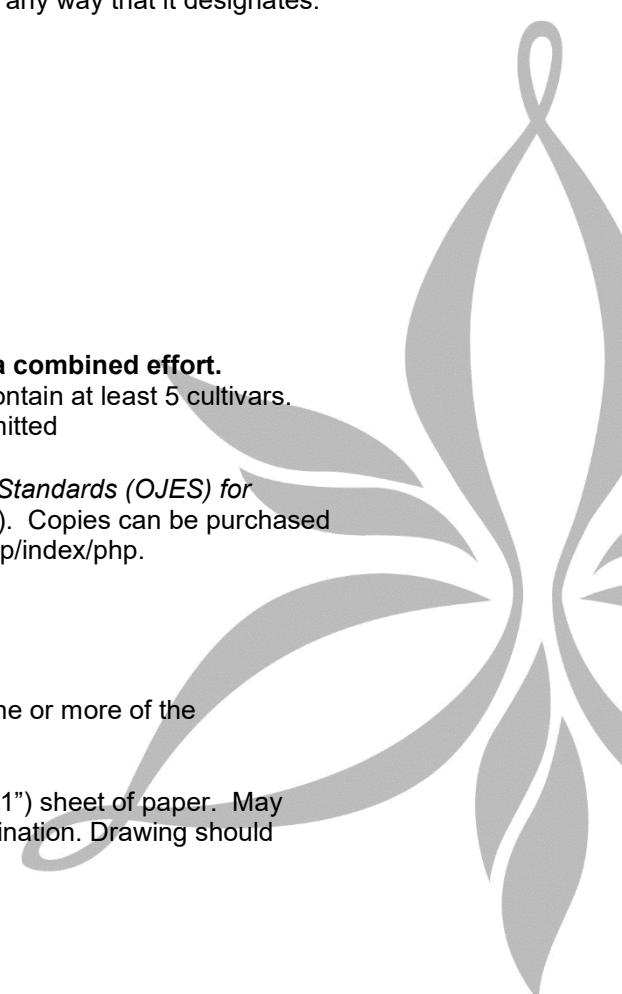 any way that it designates.
a combined effort.
ontain at least 5 cultivars.
nitted
Standards (OJES) for
). Copies can be purchased
p/index/php.
ne or more of the
1”) sheet of paper. May
ination. Drawing should